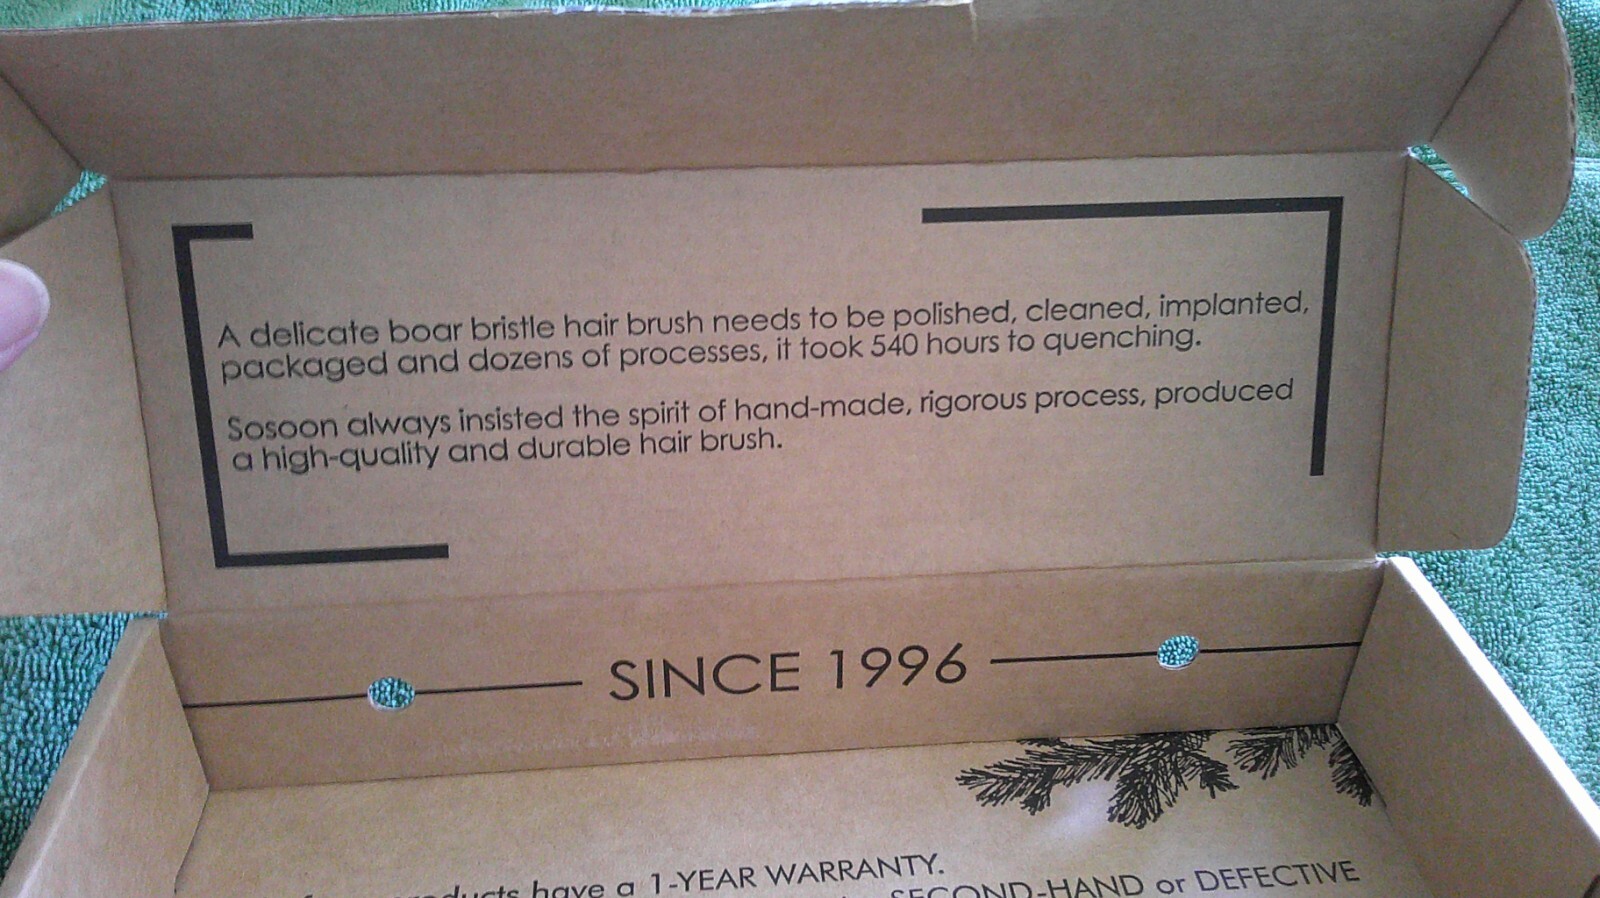 A delicate boar bristle hair brush needs to be polished, cleaned, implanted,
packaged and dozens of processes, it took 540 hours to quenching.
Sosoon always insisted the spirit of hand-made, rigorous process, produced
a high-quality and durable hair brush.
SINCE 1996
have a 1-YEAR WARRANTY.
SECOND-HAND or DEFECTIVE